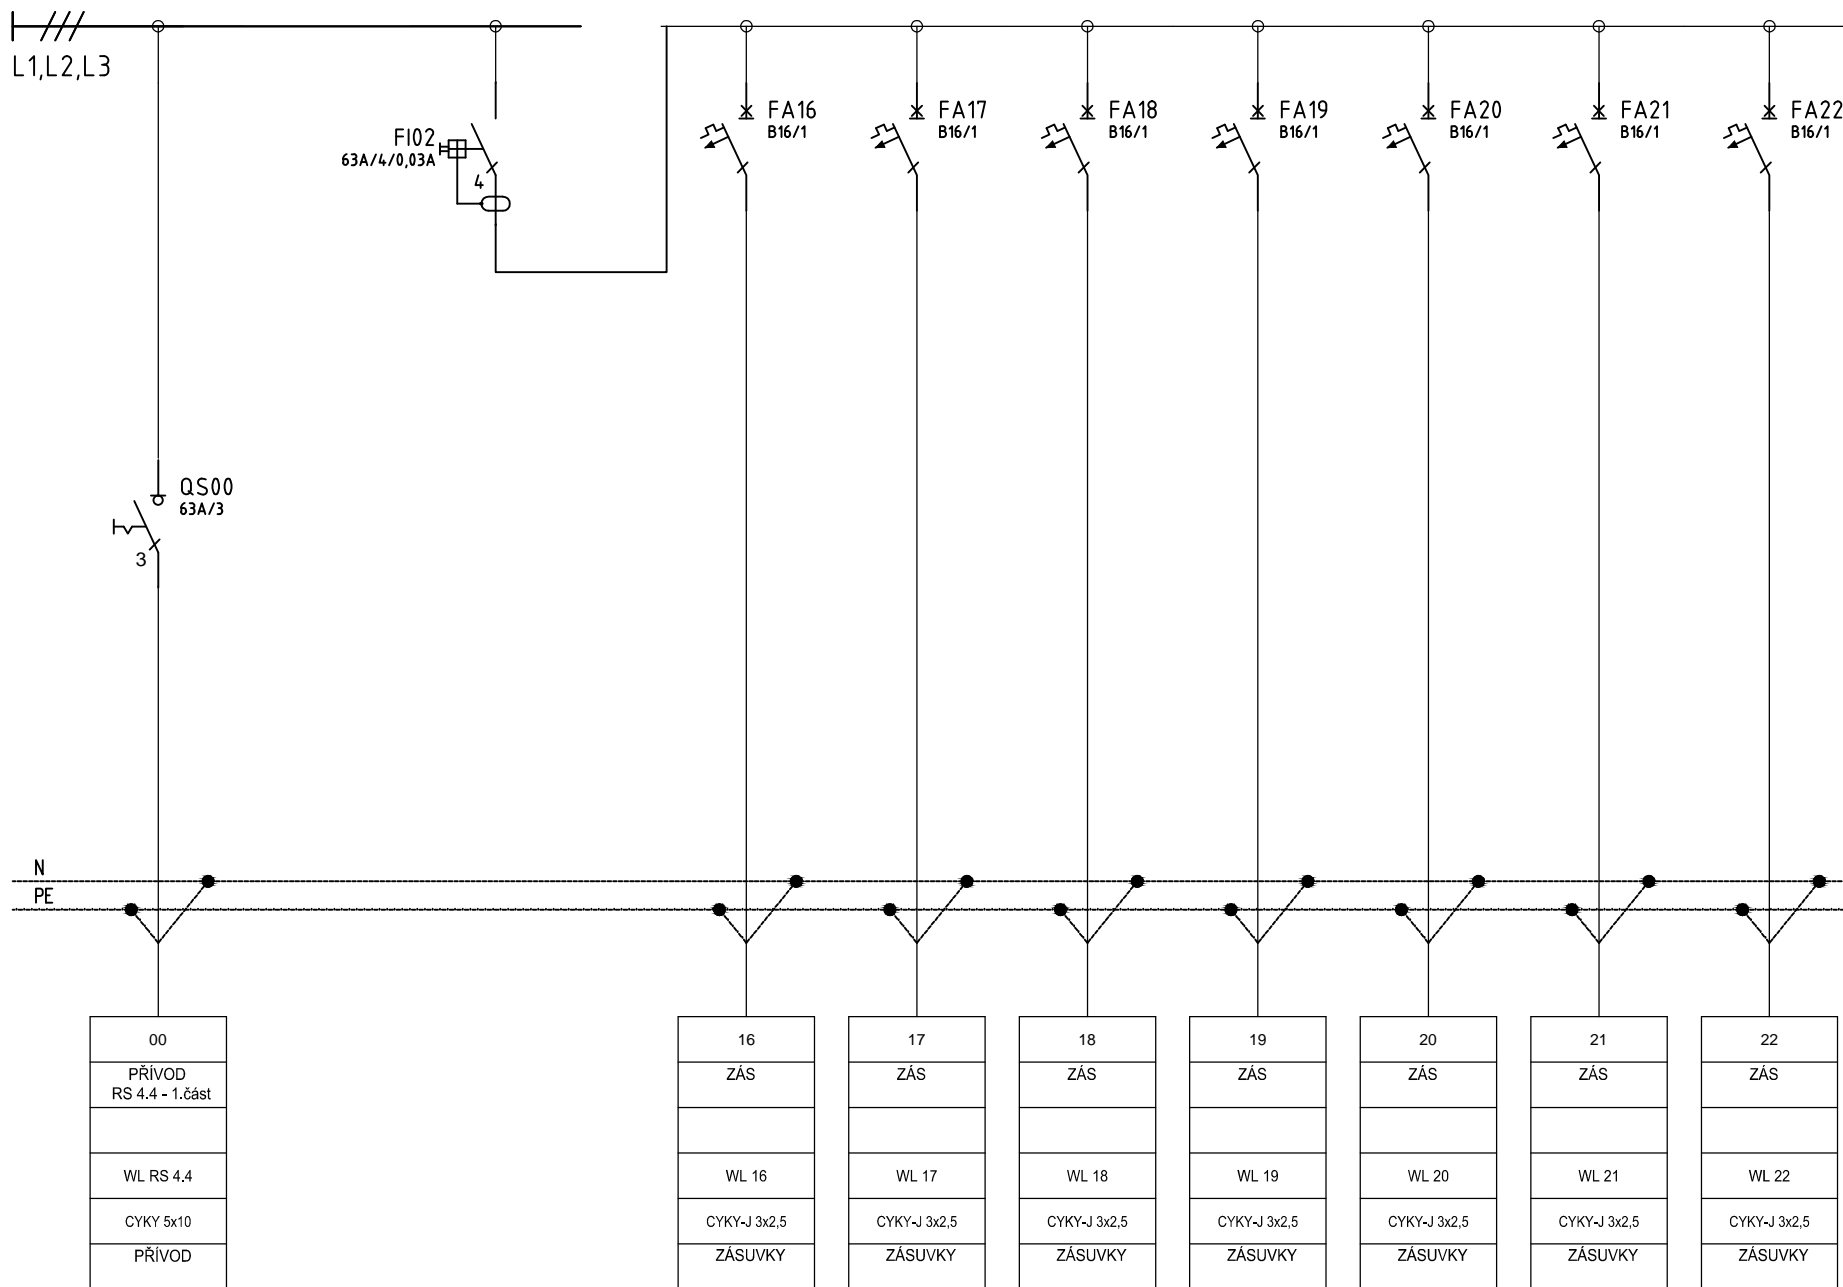 L1,L2,L3
FI02
63A/4/0,03A
4
FA16
B16/1
FA17
B16/1
FA18
B16/1
FA19
B16/1
FA20
B16/1
FA21
B16/1
FA22
B16/1
QS00
63A/3
3
N
PE
00
PŘÍVOD
RS 4.4 - 1.část
WL RS 4.4
CYKY 5x10
PŘÍVOD
16
ZÁS
WL 16
CYKY-J 3x2,5
ZÁSUVKY
17
ZÁS
WL 17
CYKY-J 3x2,5
ZÁSUVKY
18
ZÁS
WL 18
CYKY-J 3x2,5
ZÁSUVKY
19
ZÁS
WL 19
CYKY-J 3x2,5
ZÁSUVKY
20
ZÁS
WL 20
CYKY-J 3x2,5
ZÁSUVKY
21
ZÁS
WL 21
CYKY-J 3x2,5
ZÁSUVKY
22
ZÁS
WL 22
CYKY-J 3x2,5
ZÁSUVKY